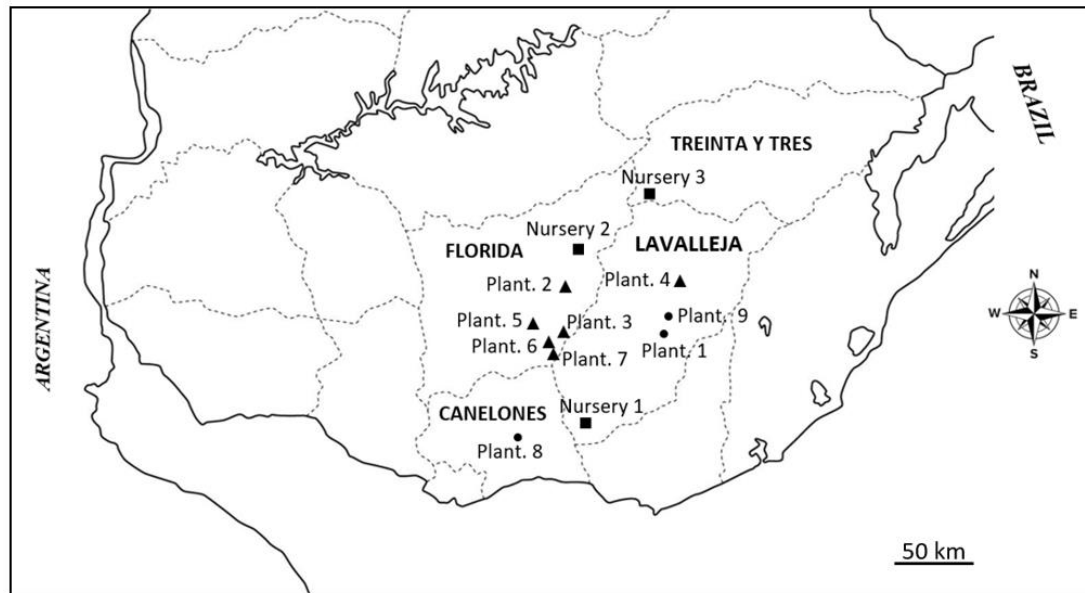 BRAZIL
TREINTA Y TRES
Nursery 3
Nursery 2
LAVALLEJA
FLORIDA
Plant. 2
Plant. 4
ARGENTINA
Plant. 5
Plant. 3
Plant. 9
Plant. 6
Plant. 1
Plant. 7
N
W
E
S
CANELONES
Nursery 1
Plant. 8
50 km